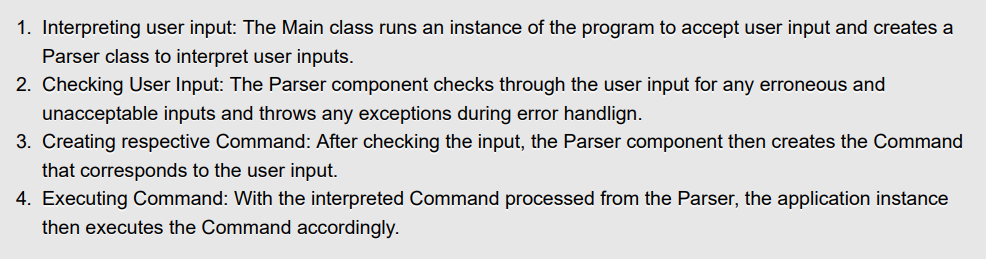 1. Interpreting user input: The Main class runs an instance of the program to accept user input and creates a
Parser class to interpret user inputs.
2. Checking User Input: The Parser component checks through the user input for any erroneous and
unacceptable inputs and throws any exceptions during error handlign.
3. Creating respective Command: After checking the input, the Parser component then creates the Command
that corresponds to the user input.
4. Executing Command: With the interpreted Command processed from the Parser, the application instance
then executes the Command accordingly.